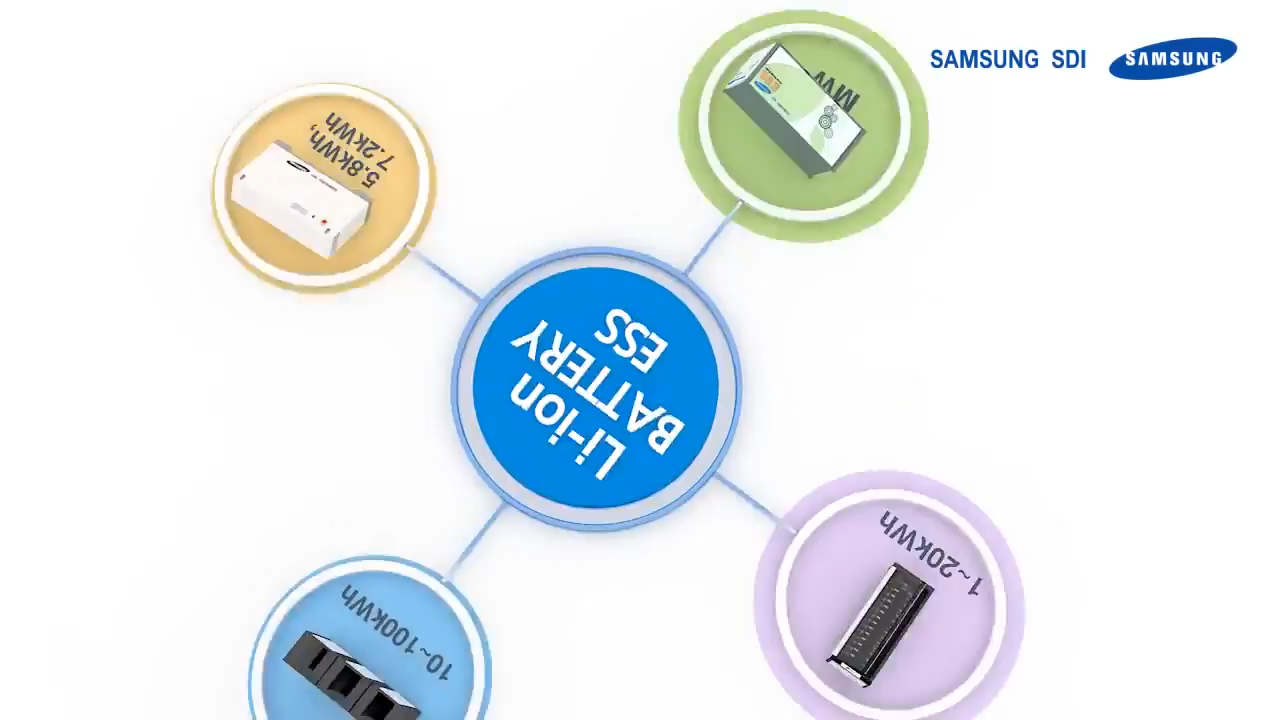 SAMSUNG SDI
SAMSUNG
MW
5.8kWh,
7.2kWh
Li-ion
BATTERY
ESS
1~20kWh
10~100kWh